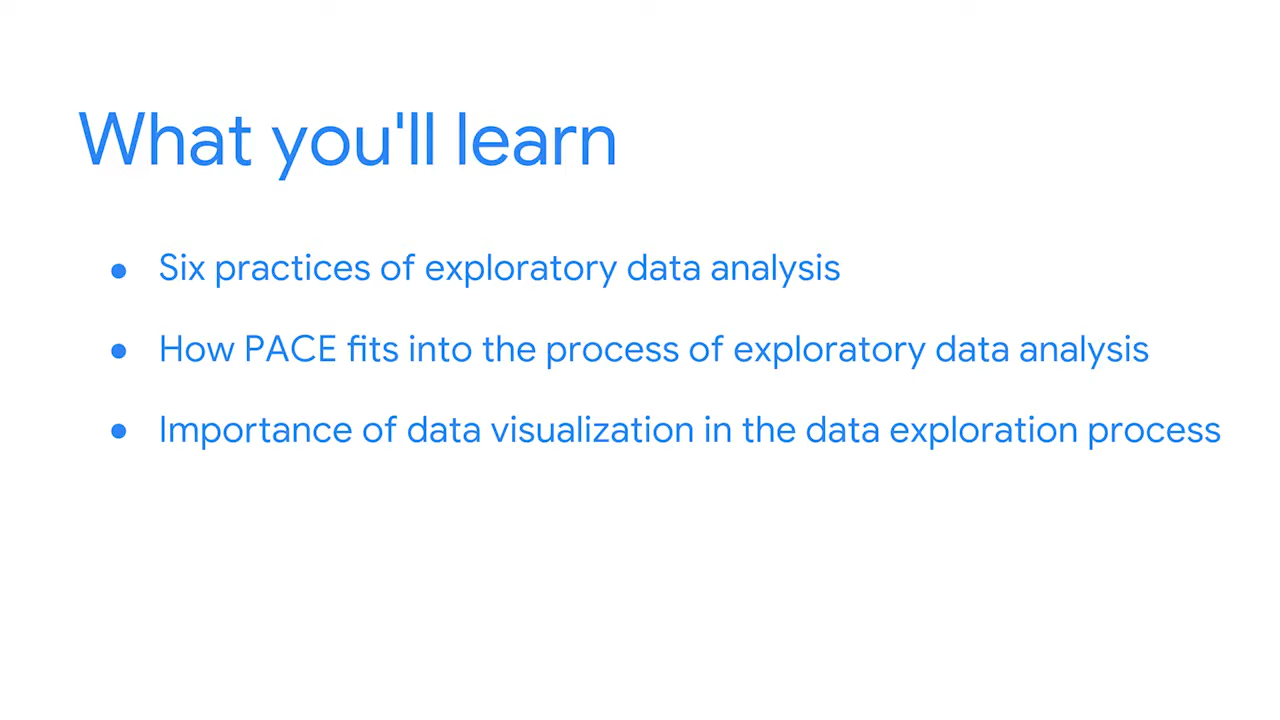 What you'll learn
● Six practices of exploratory data analysis
● How PACE fits into the process of exploratory data analysis
● Importance of data visualization in the data exploration process